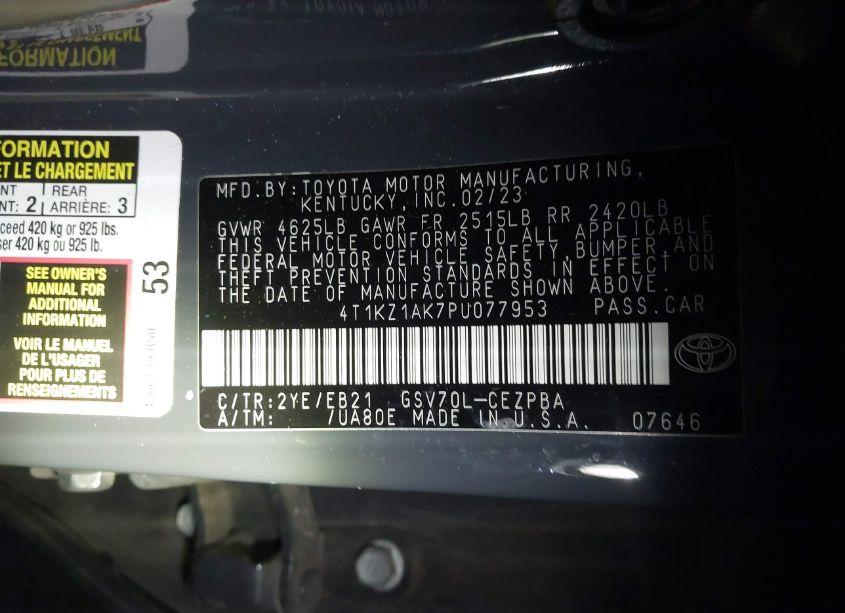 FORMATION
FORMATION
ET LE CHARGEMENT
NT
2
REAR
ARRIÈRE: 3
ceed 420 kg or 925 lbs.
ser 420 kg ou 925 lb.
SEE OWNER'S
MANUAL FOR
ADDITIONAL
INFORMATION
VOIR LE MANUEL
DE L'USAGER
POUR PLUS DE
RENSEIGNEMENTS
53
MFD.BY:TOYOTA MOTOR MANUFACTURING,
KENTUCKY,INC.02/23
GVWR 4625LB GAWR FR 2515LB RR 2420LB
THIS VEHICLE CONFORMS TO ALL APPLICABLE
FEDERAL MOTOR VEHICLE SAFETY,BUMPER,AND
THEFT PREVENTION STANDARDS IN EFFECT ON
THE DATE OF MANUFACTURE SHOWN ABOVE.
4T1KZ1AK7PU077953 PASS.CAR
C/TR:2YE/EB21 GSV70L-CEZPBA
A/TM: 7UA80E MADE IN U.S.A. 07646